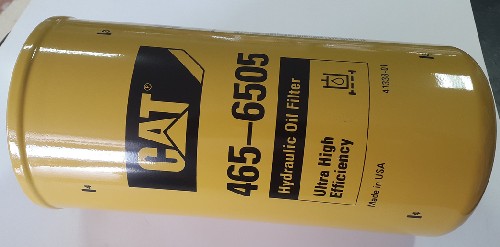 CAT®
465-6505
Hydraulic Oil Filter
Ultra High
Efficiency
Made in USA